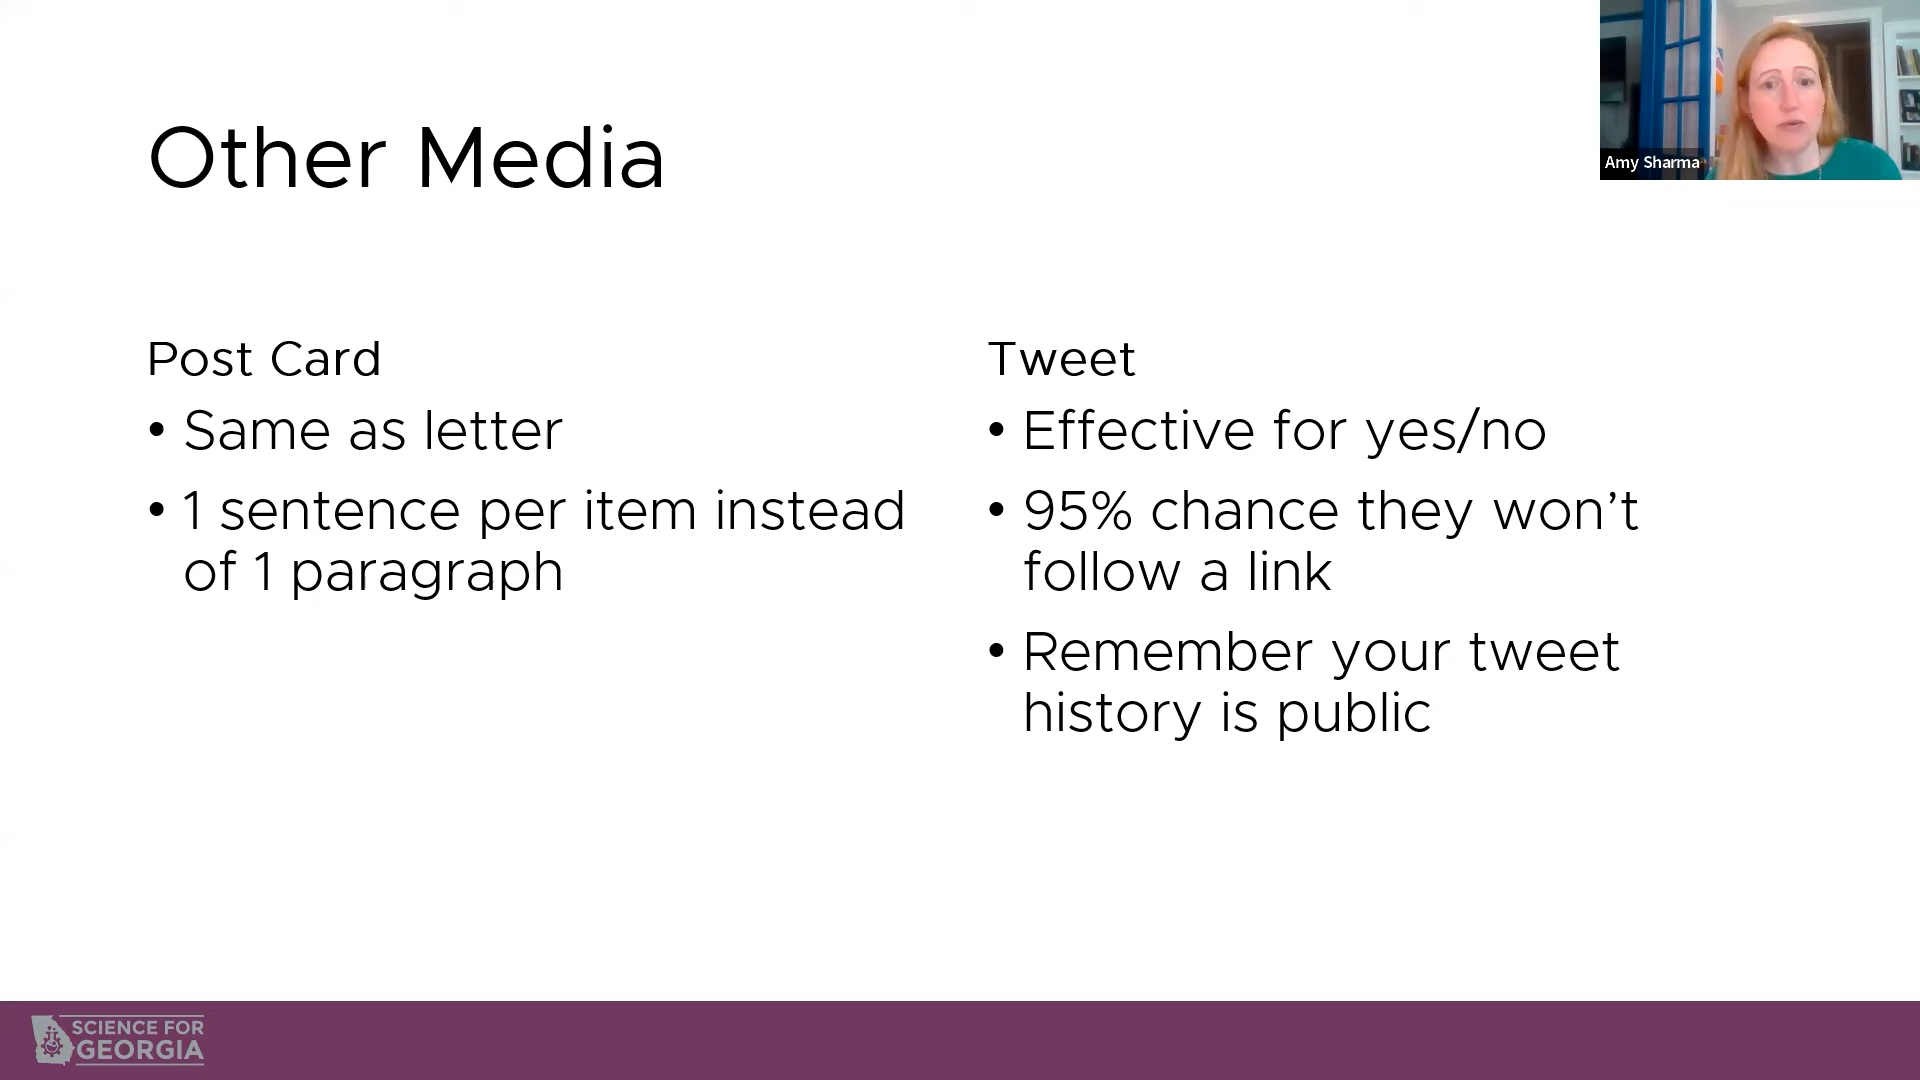 Amy Sharma
Other Media
Post Card
• Same as letter
• 1 sentence per item instead
of 1 paragraph
Tweet
• Effective for yes/no
• 95% chance they won’t
follow a link
• Remember your tweet
history is public
SCIENCE FOR
GEORGIA